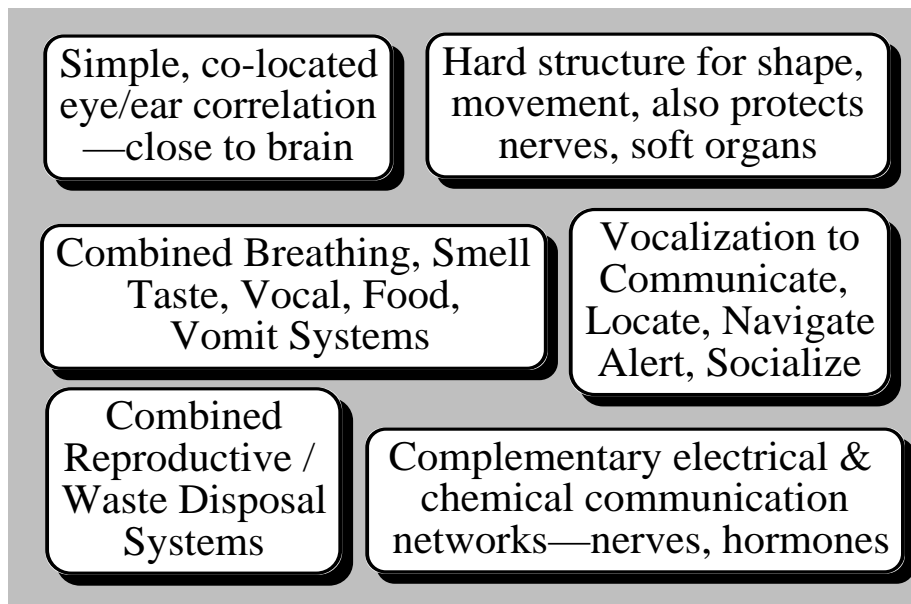 Simple, co-located
eye/ear correlation
—close to brain
Hard structure for shape,
movement, also protects
nerves, soft organs
Combined Breathing, Smell
Taste, Vocal, Food,
Vomit Systems
Vocalization to
Communicate,
Locate, Navigate
Alert, Socialize
Combined
Reproductive /
Waste Disposal
Systems
Complementary electrical &
chemical communication
networks—nerves, hormones